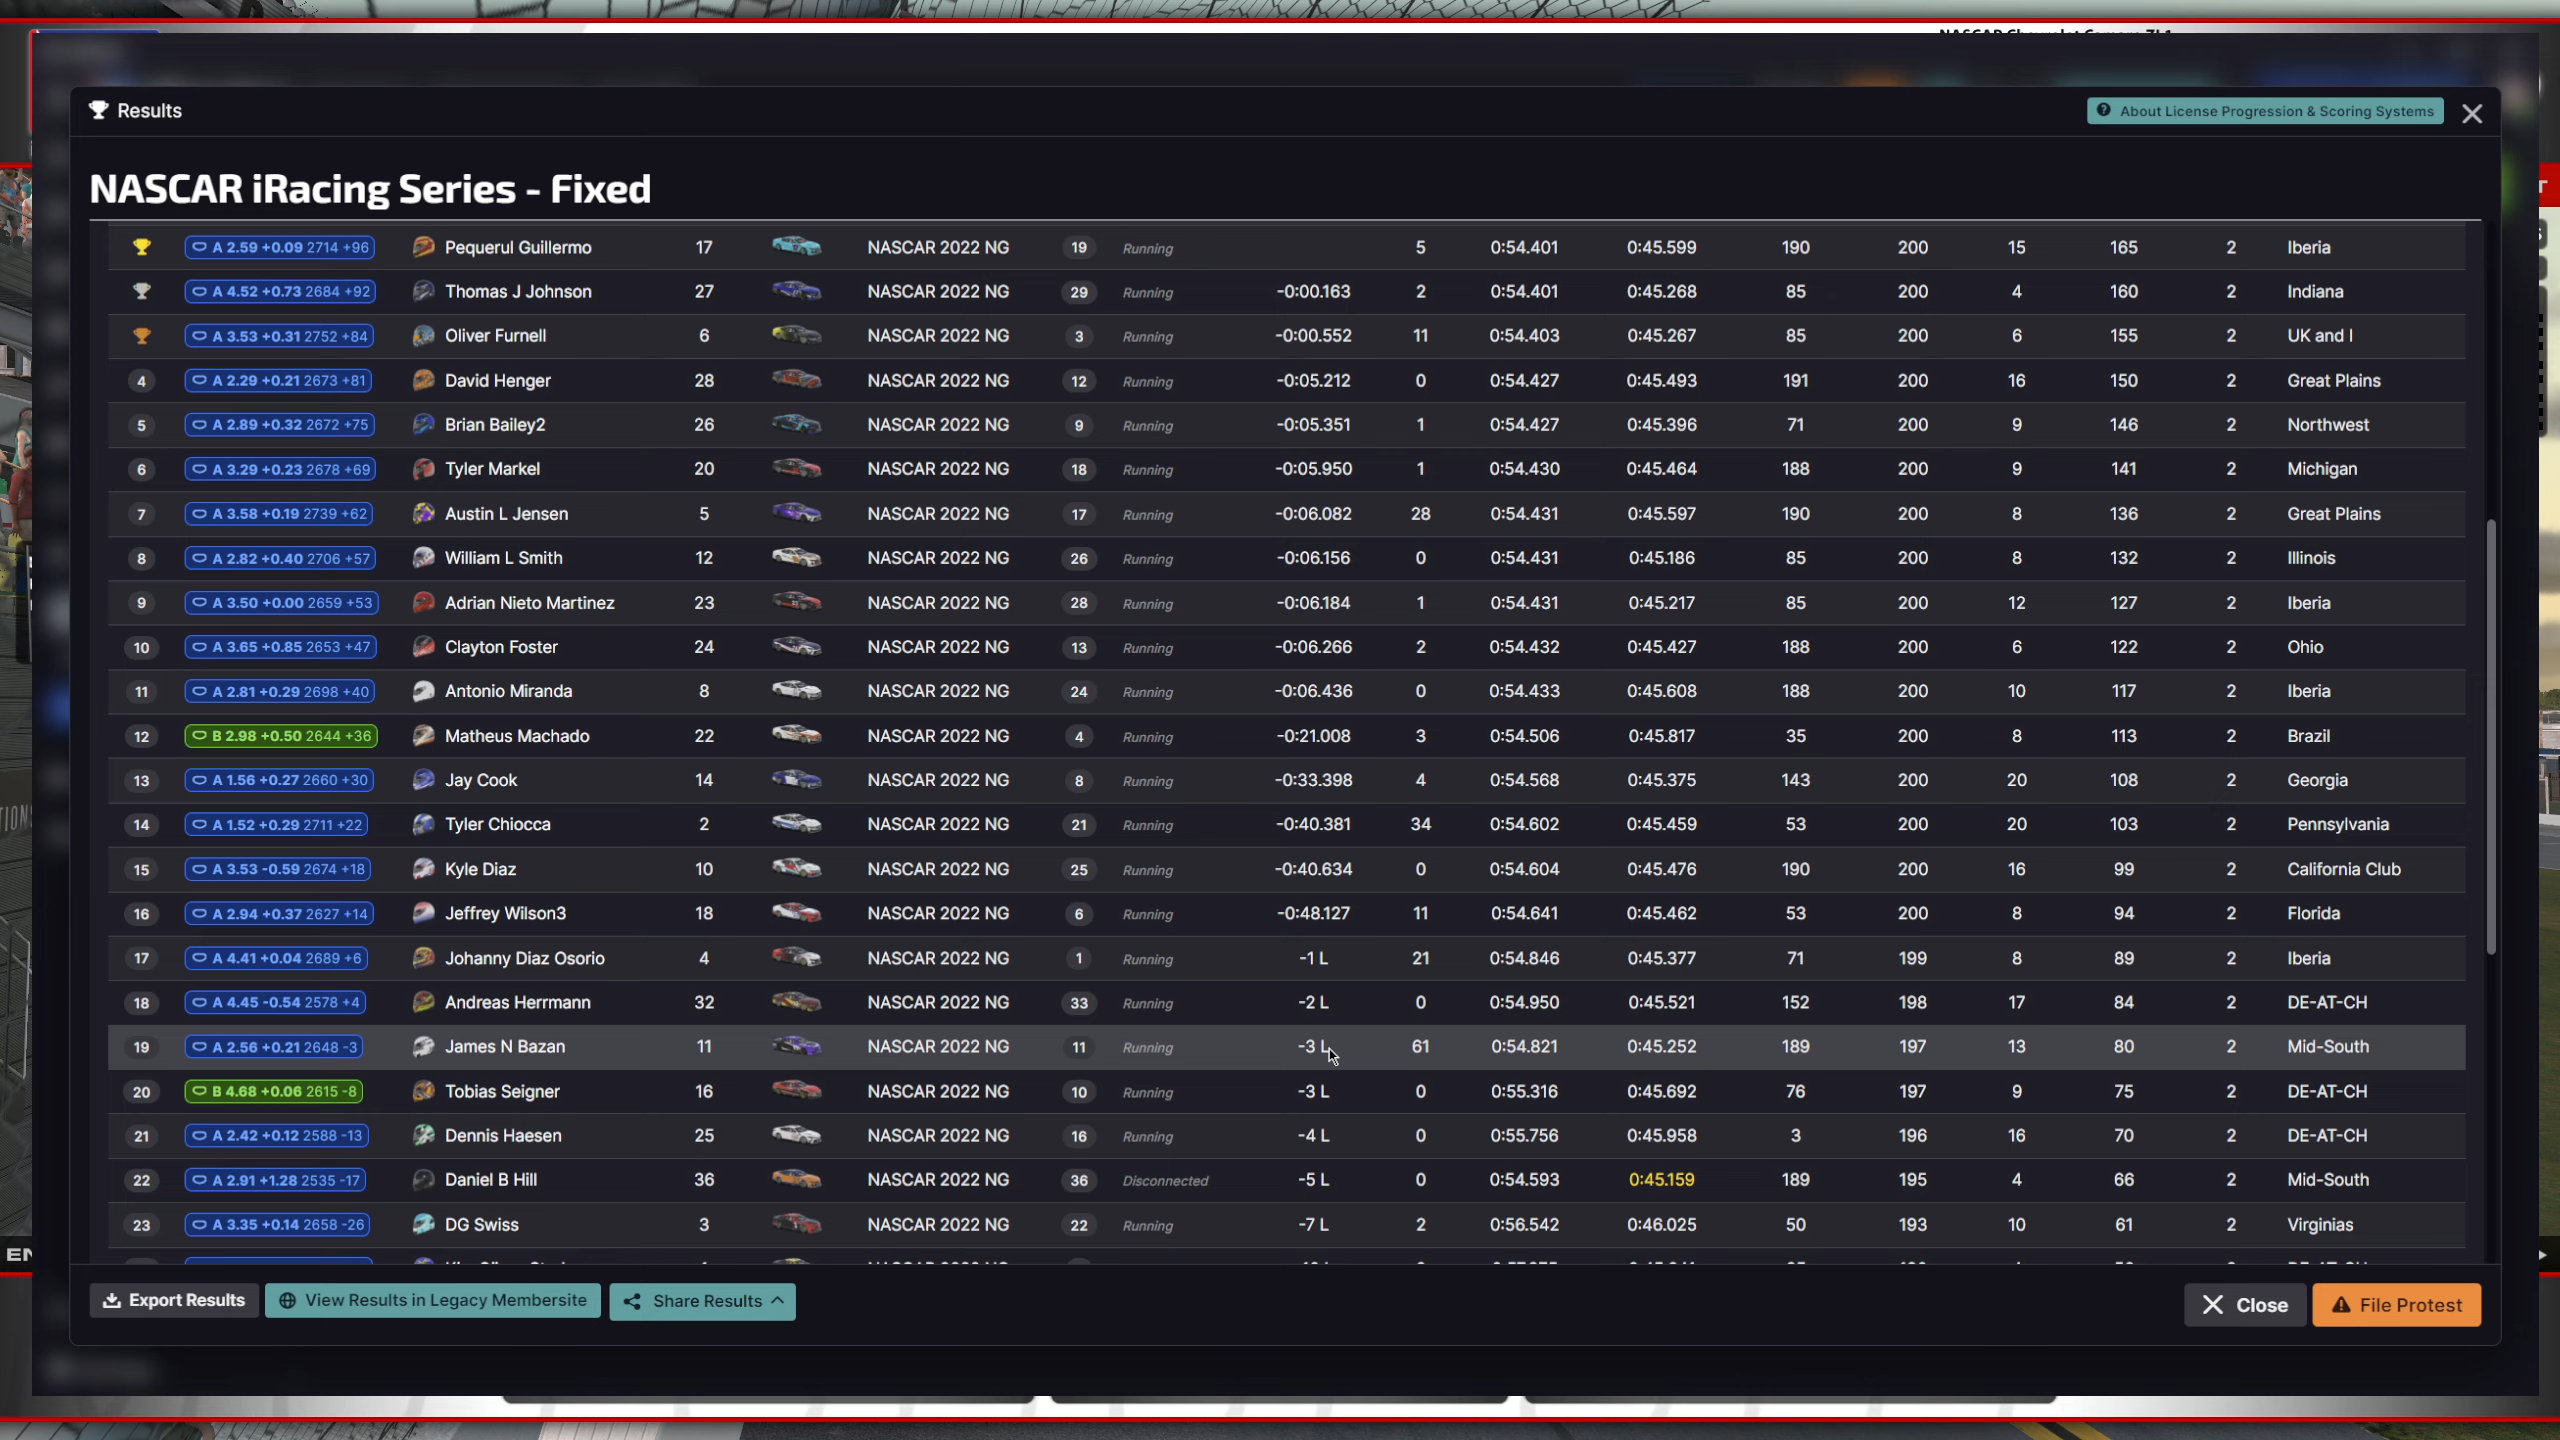 Results
About License Progression & Scoring Systems
NASCAR iRacing Series - Fixed
A 2.59 +0.09 2714 +96 Pequerul Guillermo 17 NASCAR 2022 NG 19 Running 5 0:54.401 0:45.599 190 200 15 165 2 Iberia
A 4.52 +0.73 2684 +92 Thomas J Johnson 27 NASCAR 2022 NG 29 Running -0:00.163 2 0:54.401 0:45.268 85 200 4 160 2 Indiana
A 3.53 +0.31 2752 +84 Oliver Furnell 6 NASCAR 2022 NG 3 Running -0:00.552 11 0:54.403 0:45.267 85 200 6 155 2 UK and I
4 A 2.29 +0.21 2673 +81 David Henger 28 NASCAR 2022 NG 12 Running -0:05.212 0 0:54.427 0:45.493 191 200 16 150 2 Great Plains
5 A 2.89 +0.32 2672 +75 Brian Bailey2 26 NASCAR 2022 NG 9 Running -0:05.351 1 0:54.427 0:45.396 71 200 9 146 2 Northwest
6 A 3.29 +0.23 2678 +69 Tyler Markel 20 NASCAR 2022 NG 18 Running -0:05.950 1 0:54.430 0:45.464 188 200 9 141 2 Michigan
7 A 3.58 +0.19 2739 +62 Austin L Jensen 5 NASCAR 2022 NG 17 Running -0:06.082 28 0:54.431 0:45.597 190 200 8 136 2 Great Plains
8 A 2.82 +0.40 2706 +57 William L Smith 12 NASCAR 2022 NG 26 Running -0:06.156 0 0:54.431 0:45.186 85 200 8 132 2 Illinois
9 A 3.50 +0.00 2659 +53 Adrian Nieto Martinez 23 NASCAR 2022 NG 28 Running -0:06.184 1 0:54.431 0:45.217 85 200 12 127 2 Iberia
10 A 3.65 +0.85 2653 +47 Clayton Foster 24 NASCAR 2022 NG 13 Running -0:06.266 2 0:54.432 0:45.427 188 200 6 122 2 Ohio
11 A 2.81 +0.29 2698 +40 Antonio Miranda 8 NASCAR 2022 NG 24 Running -0:06.436 0 0:54.433 0:45.608 188 200 10 117 2 Iberia
12 B 2.98 +0.50 2644 +36 Matheus Machado 22 NASCAR 2022 NG 4 Running -0:21.008 3 0:54.506 0:45.817 35 200 8 113 2 Brazil
13 A 1.56 +0.27 2660 +30 Jay Cook 14 NASCAR 2022 NG 8 Running -0:33.398 4 0:54.568 0:45.375 143 200 20 108 2 Georgia
14 A 1.52 +0.29 2711 +22 Tyler Chiocca 2 NASCAR 2022 NG 21 Running -0:40.381 34 0:54.602 0:45.459 53 200 20 103 2 Pennsylvania
15 A 3.53 -0.59 2674 +18 Kyle Diaz 10 NASCAR 2022 NG 25 Running -0:40.634 0 0:54.604 0:45.476 190 200 16 99 2 California Club
16 A 2.94 +0.37 2627 +14 Jeffrey Wilson3 18 NASCAR 2022 NG 6 Running -0:48.127 11 0:54.641 0:45.462 53 200 8 94 2 Florida
17 A 4.41 +0.04 2689 +6 Johanny Diaz Osorio 4 NASCAR 2022 NG 1 Running -1 L 21 0:54.846 0:45.377 71 199 8 89 2 Iberia
18 A 4.45 -0.54 2578 +4 Andreas Herrmann 32 NASCAR 2022 NG 33 Running -2 L 0 0:54.950 0:45.521 152 198 17 84 2 DE-AT-CH
19 A 2.56 +0.21 2648 -3 James N Bazan 11 NASCAR 2022 NG 11 Running -3 L 61 0:54.821 0:45.252 189 197 13 80 2 Mid-South
20 B 4.68 +0.06 2615 -8 Tobias Seigner 16 NASCAR 2022 NG 10 Running -3 L 0 0:55.316 0:45.692 76 197 9 75 2 DE-AT-CH
21 A 2.42 +0.12 2588 -13 Dennis Haesen 25 NASCAR 2022 NG 16 Running -4 L 0 0:55.756 0:45.958 3 196 16 70 2 DE-AT-CH
22 A 2.91 +1.28 2535 -17 Daniel B Hill 36 NASCAR 2022 NG 36 Disconnected -5 L 0 0:54.593 0:45.159 189 195 4 66 2 Mid-South
23 A 3.35 +0.14 2658 -26 DG Swiss 3 NASCAR 2022 NG 22 Running -7 L 2 0:56.542 0:46.025 50 193 10 61 2 Virginias
Export Results
View Results in Legacy Membersite
Share Results
Close
File Protest